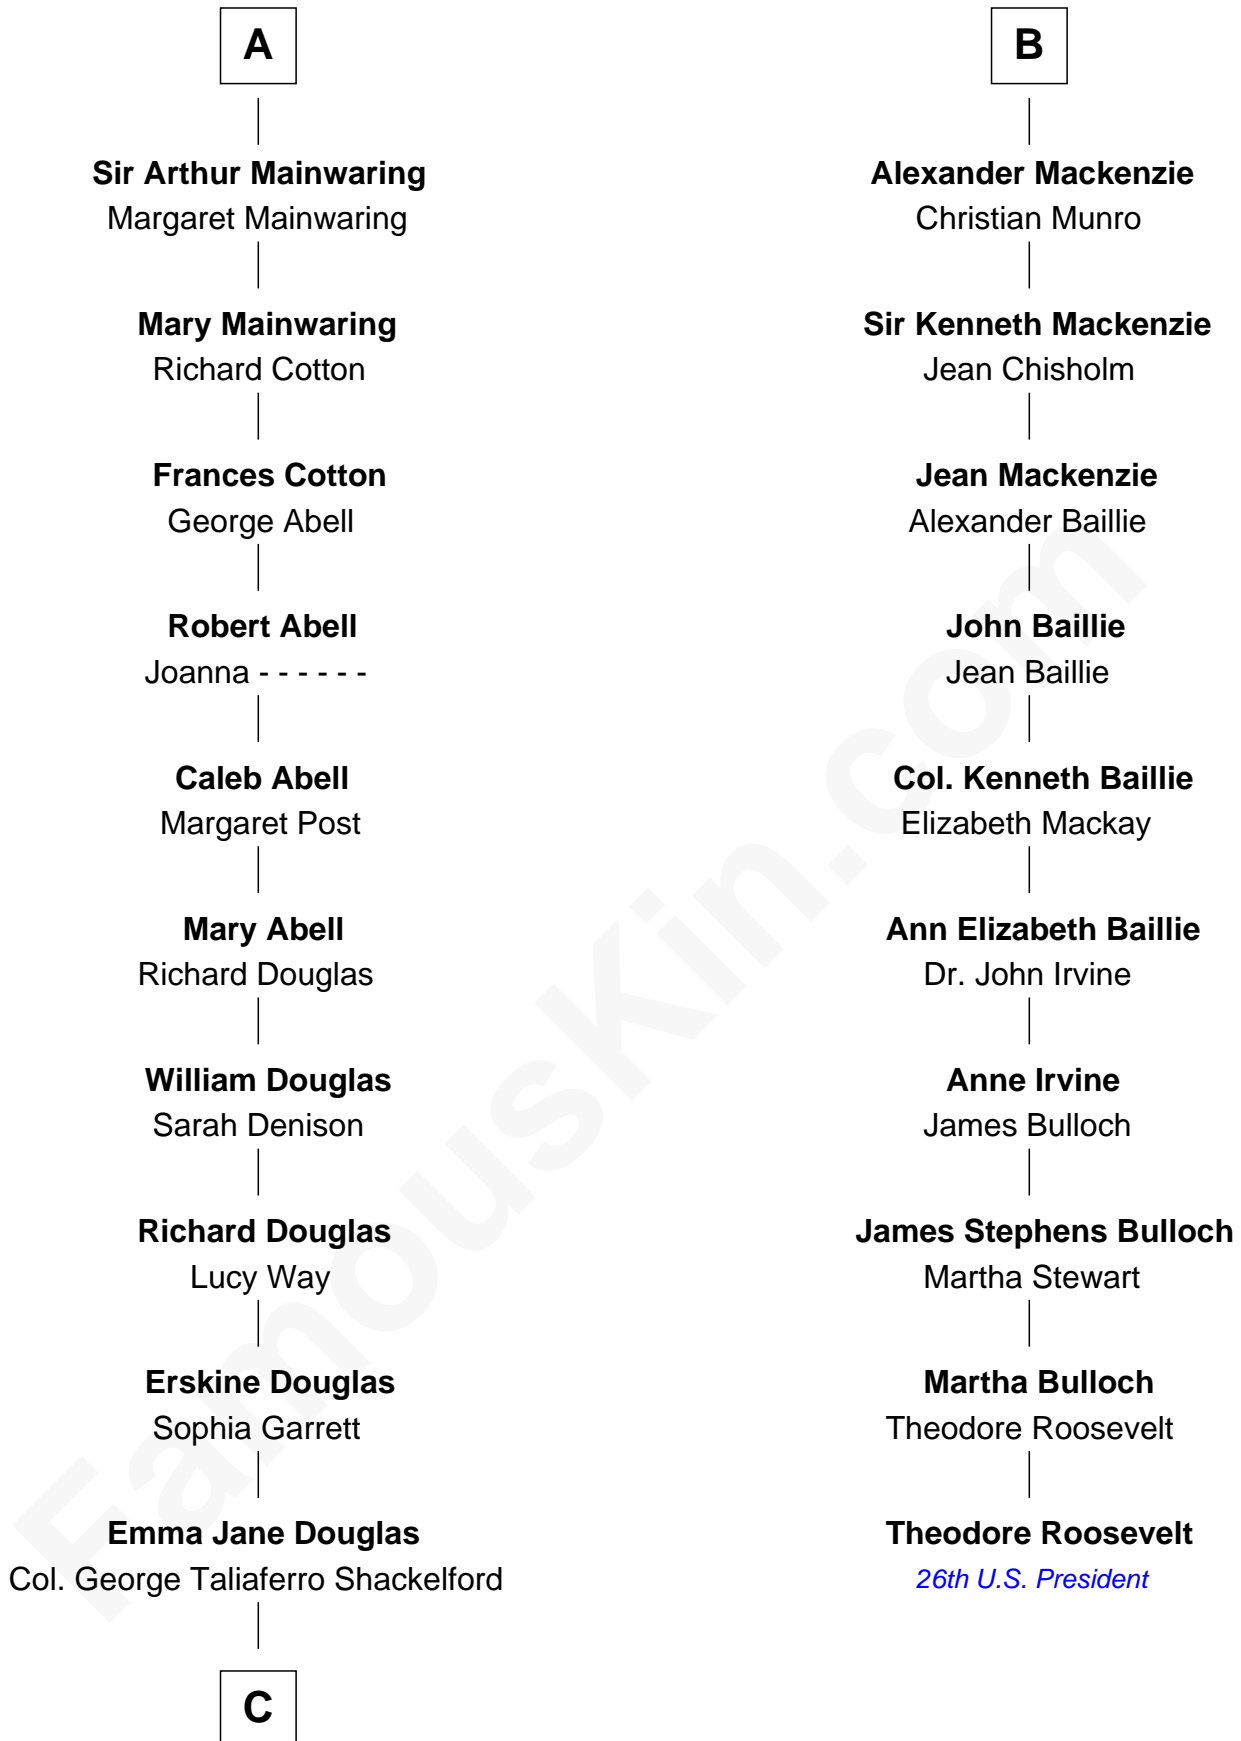 A
Sir Arthur Mainwaring
Margaret Mainwaring
Mary Mainwaring
Richard Cotton
Frances Cotton
George Abell
Robert Abell
Joanna - - - - - -
Caleb Abell
Margaret Post
Mary Abell
Richard Douglas
William Douglas
Sarah Denison
Richard Douglas
Lucy Way
Erskine Douglas
Sophia Garrett
Emma Jane Douglas
Col. George Taliaferro Shackelford
C
B
Alexander Mackenzie
Christian Munro
Sir Kenneth Mackenzie
Jean Chisholm
Jean Mackenzie
Alexander Baillie
John Baillie
Jean Baillie
Col. Kenneth Baillie
Elizabeth Mackay
Ann Elizabeth Baillie
Dr. John Irvine
Anne Irvine
James Bulloch
James Stephens Bulloch
Martha Stewart
Martha Bulloch
Theodore Roosevelt
Theodore Roosevelt
26th U.S. President
FamousKin.com